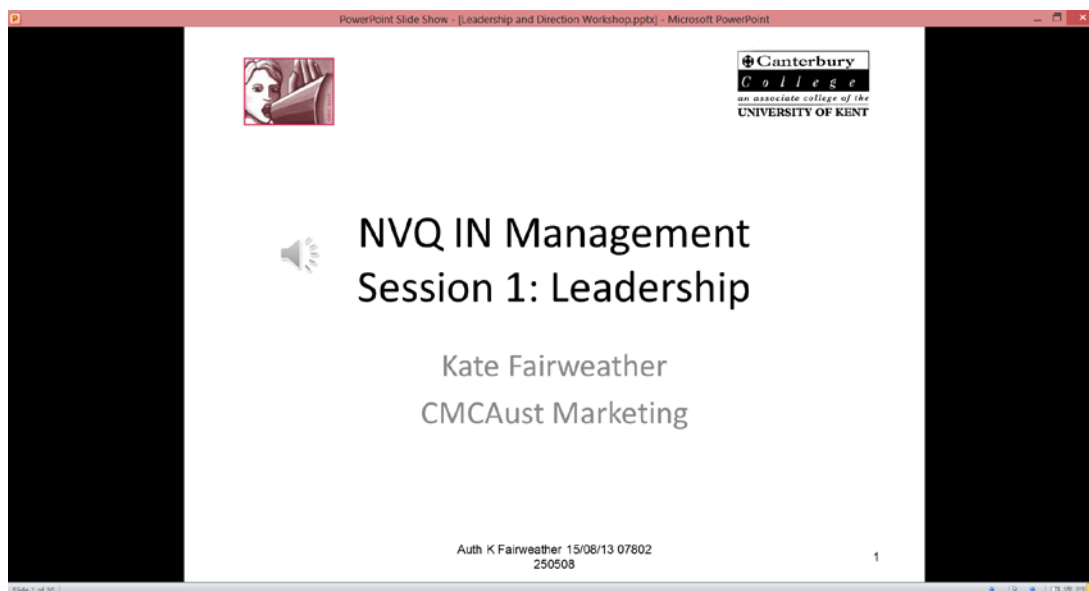 PowerPoint Slide Show - [Leadership and Direction Workshop.pptx] - Microsoft PowerPoint
Canterbury
College
an associate college of the
UNIVERSITY OF KENT
NVQ IN Management
Session 1: Leadership
Kate Fairweather
CMCAust Marketing
Auth K Fairweather 15/08/13 07802
250508
1